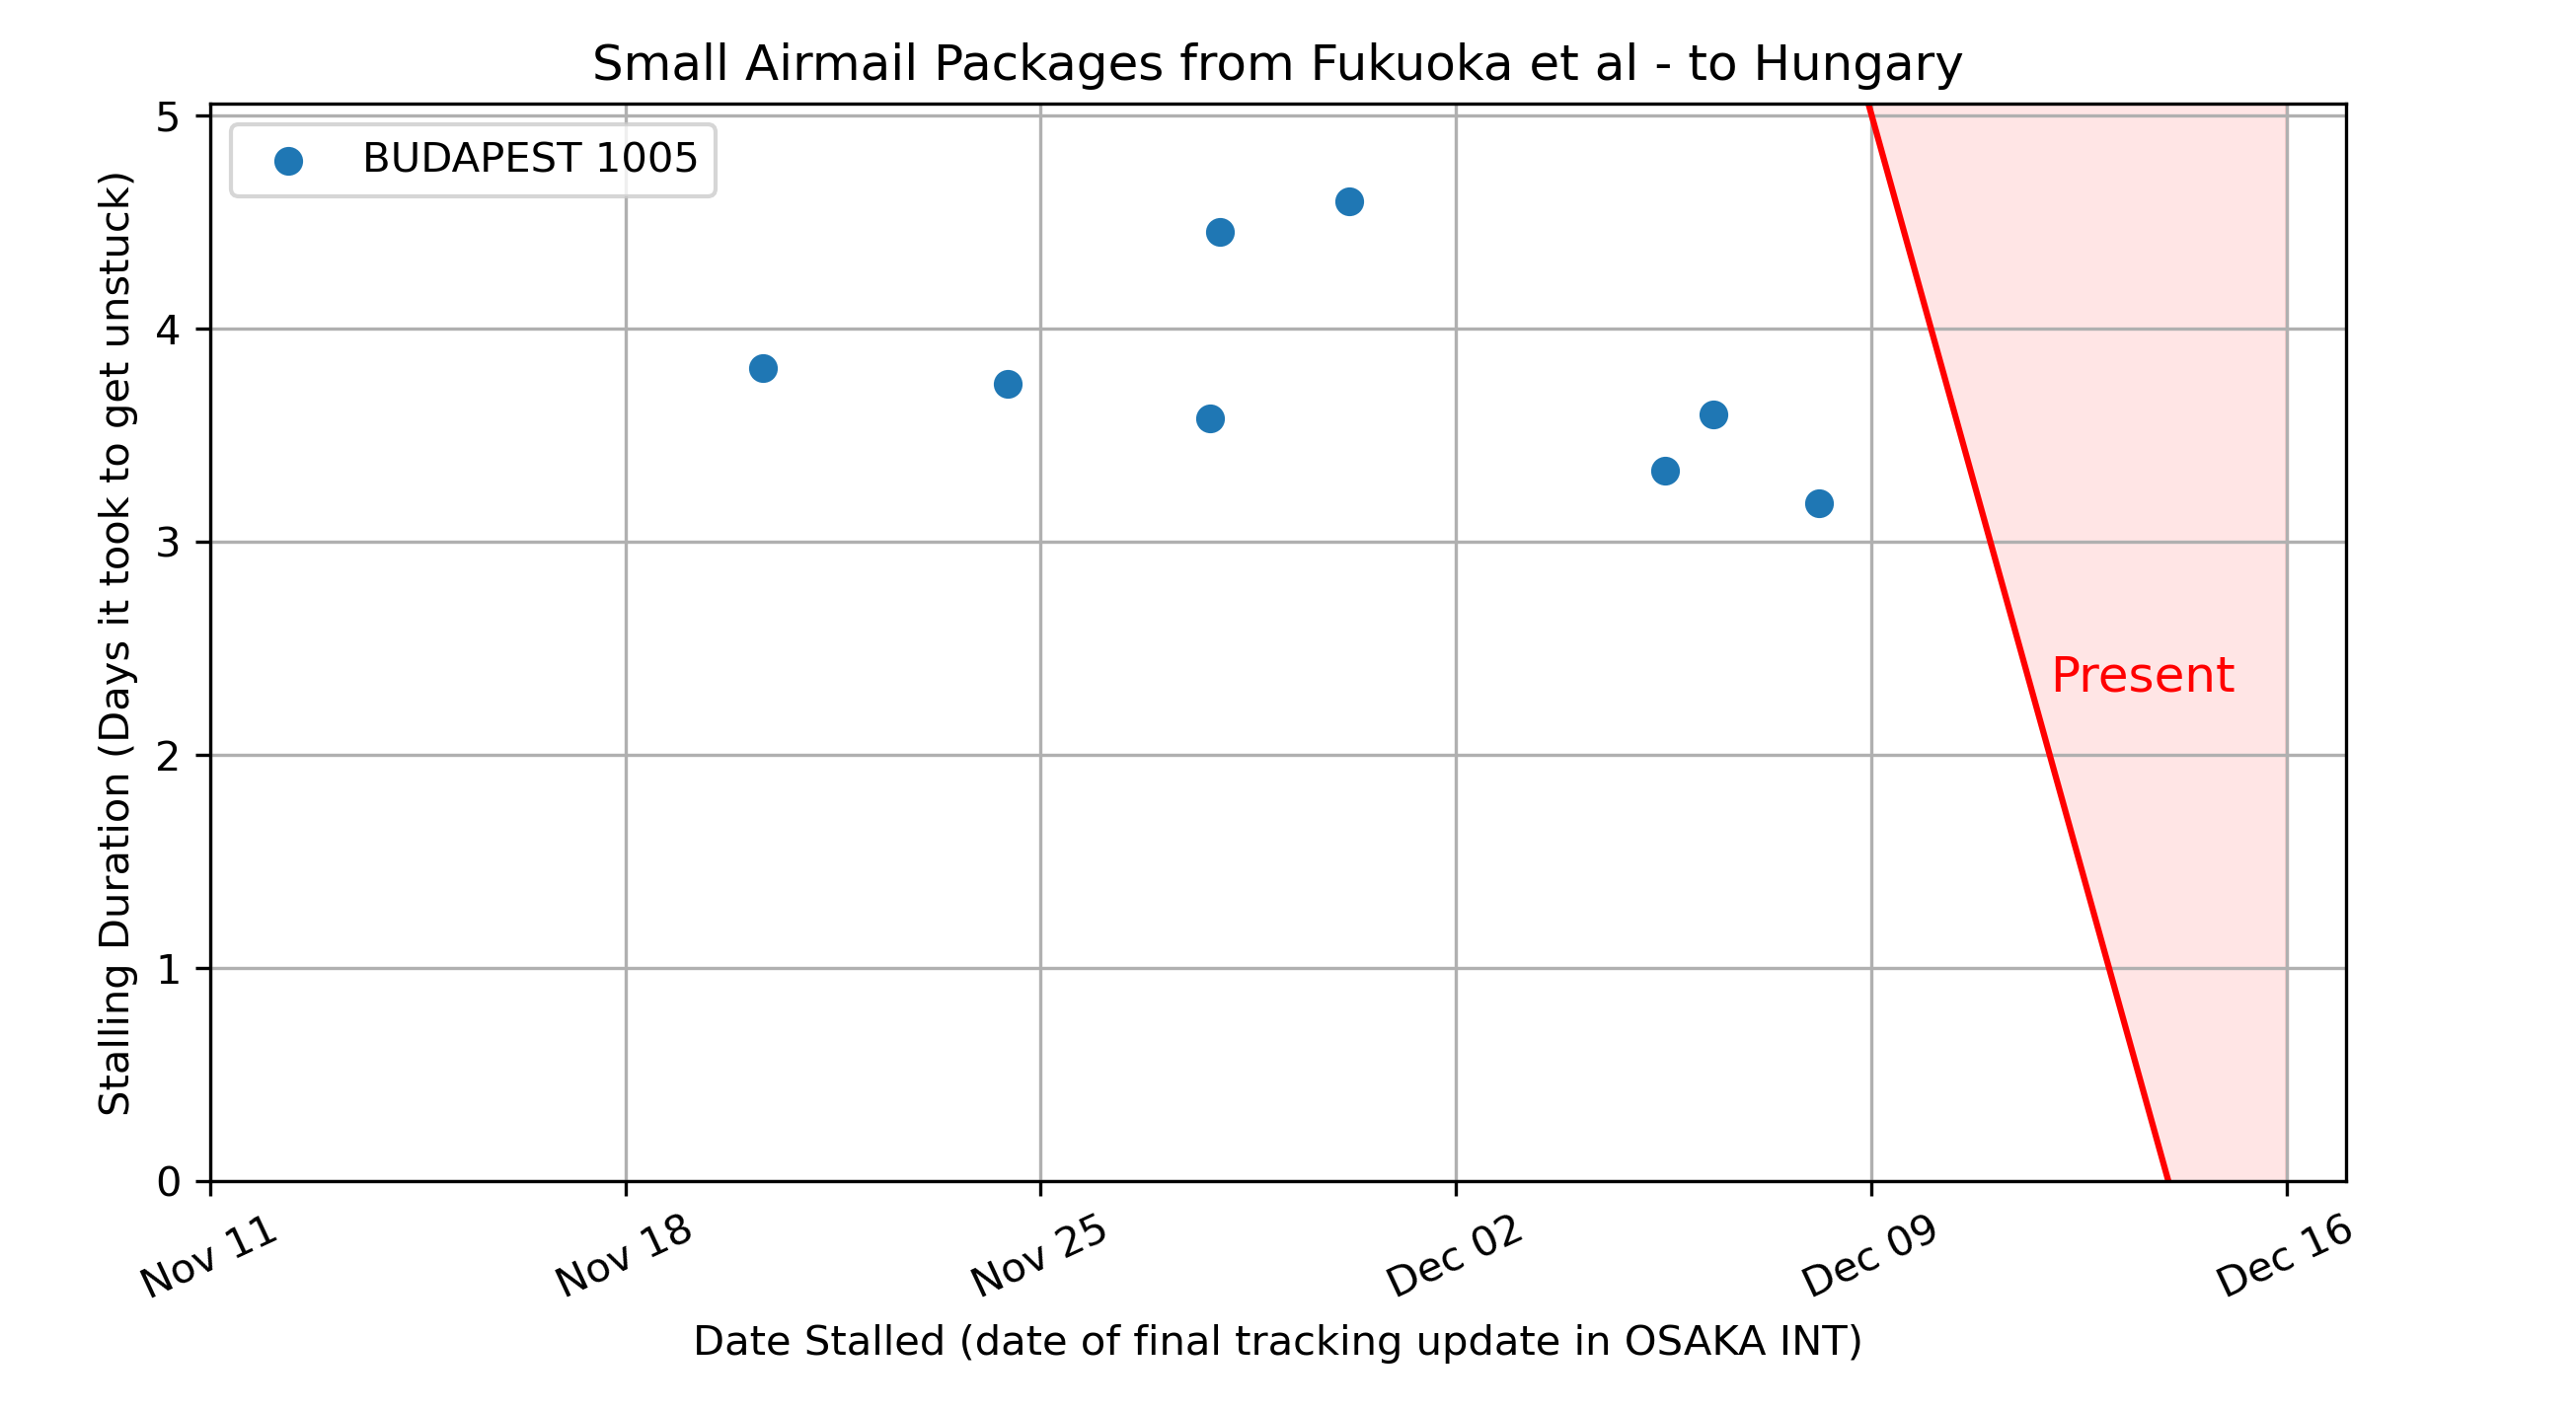 Small Airmail Packages from Fukuoka et al - to Hungary
BUDAPEST 1005
Stalling Duration (Days it took to get unstuck)
5
4
3
2
1
0
Present
Nov 11
Nov 18
Nov 25
Dec 02
Dec 09
Dec 16
Date Stalled (date of final tracking update in OSAKA INT)